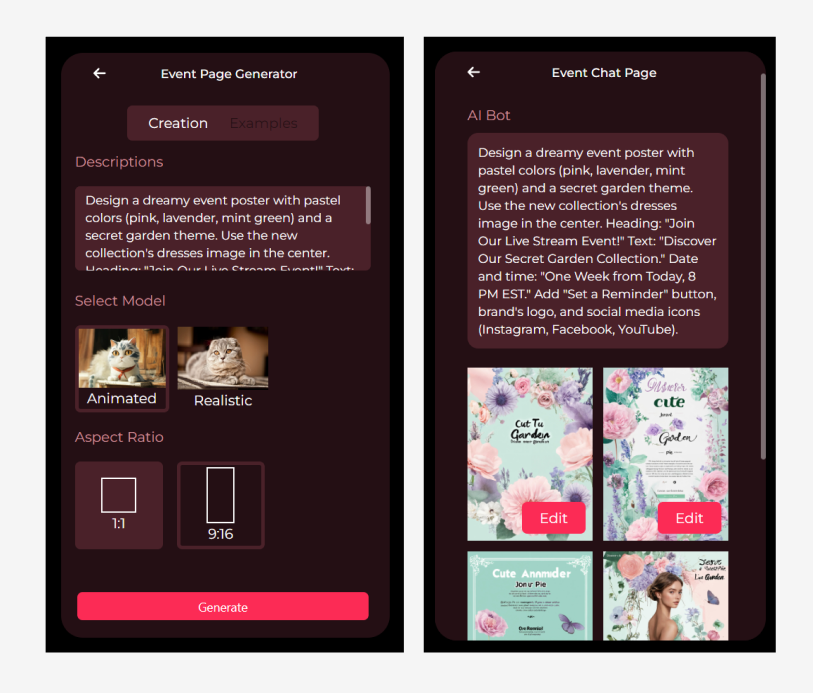 Event Page Generator
Creation Examples
Descriptions
Design a dreamy event poster with pastel
colors (pink, lavender, mint green) and a
secret garden theme. Use the new
collection's dresses image in the center.
Heading: "Join Our Live Stream Event!" Text:
Select Model
Animated Realistic
Aspect Ratio
1:1 9:16
Generate
Event Chat Page
AI Bot
Design a dreamy event poster with
pastel colors (pink, lavender, mint
green) and a secret garden theme.
Use the new collection's dresses
image in the center. Heading: "Join
Our Live Stream Event!" Text: "Discover
Our Secret Garden Collection." Date
and time: "One Week from Today, 8
PM EST." Add "Set a Reminder" button,
brand's logo, and social media icons
(Instagram, Facebook, YouTube).
Cut Tu
Garden
Edit
cute
Garden
Edit
Cute Annmider
Jonur Pie
Garden